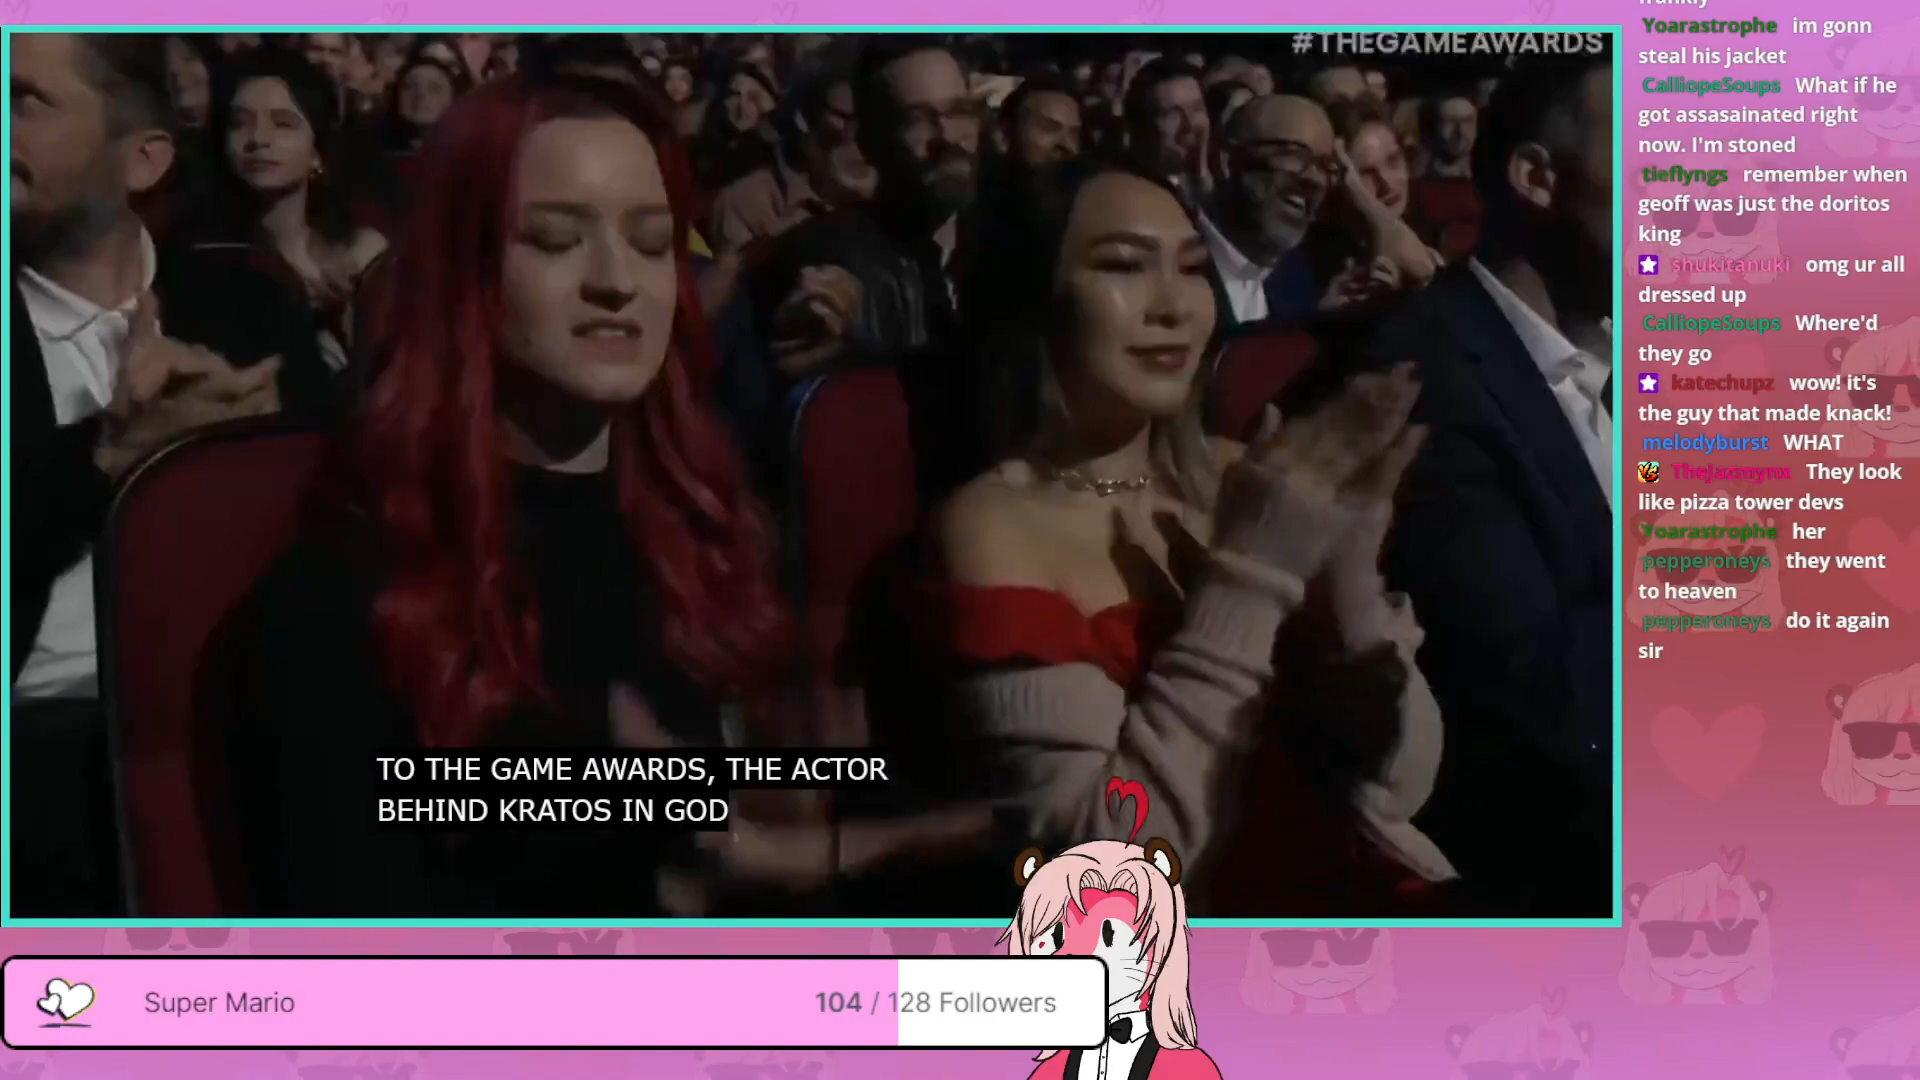 #THEGAMEAWARDS
TO THE GAME AWARDS, THE ACTOR
BEHIND KRATOS IN GOD
Super Mario
104 / 128 Followers
frankly
Yoarastrophe im gonn
steal his jacket
CalliopeSoups What if he
got assasainated right
now. I'm stoned
tieflyngs remember when
geoff was just the doritos
king
shukitanuki omg ur all
dressed up
CalliopeSoups Where'd
they go
katechupz wow! it's
the guy that made knack!
melodyburst WHAT
TheJazmynx They look
like pizza tower devs
Yoarastrophe her
pepperoneys they went
to heaven
pepperoneys do it again
sir